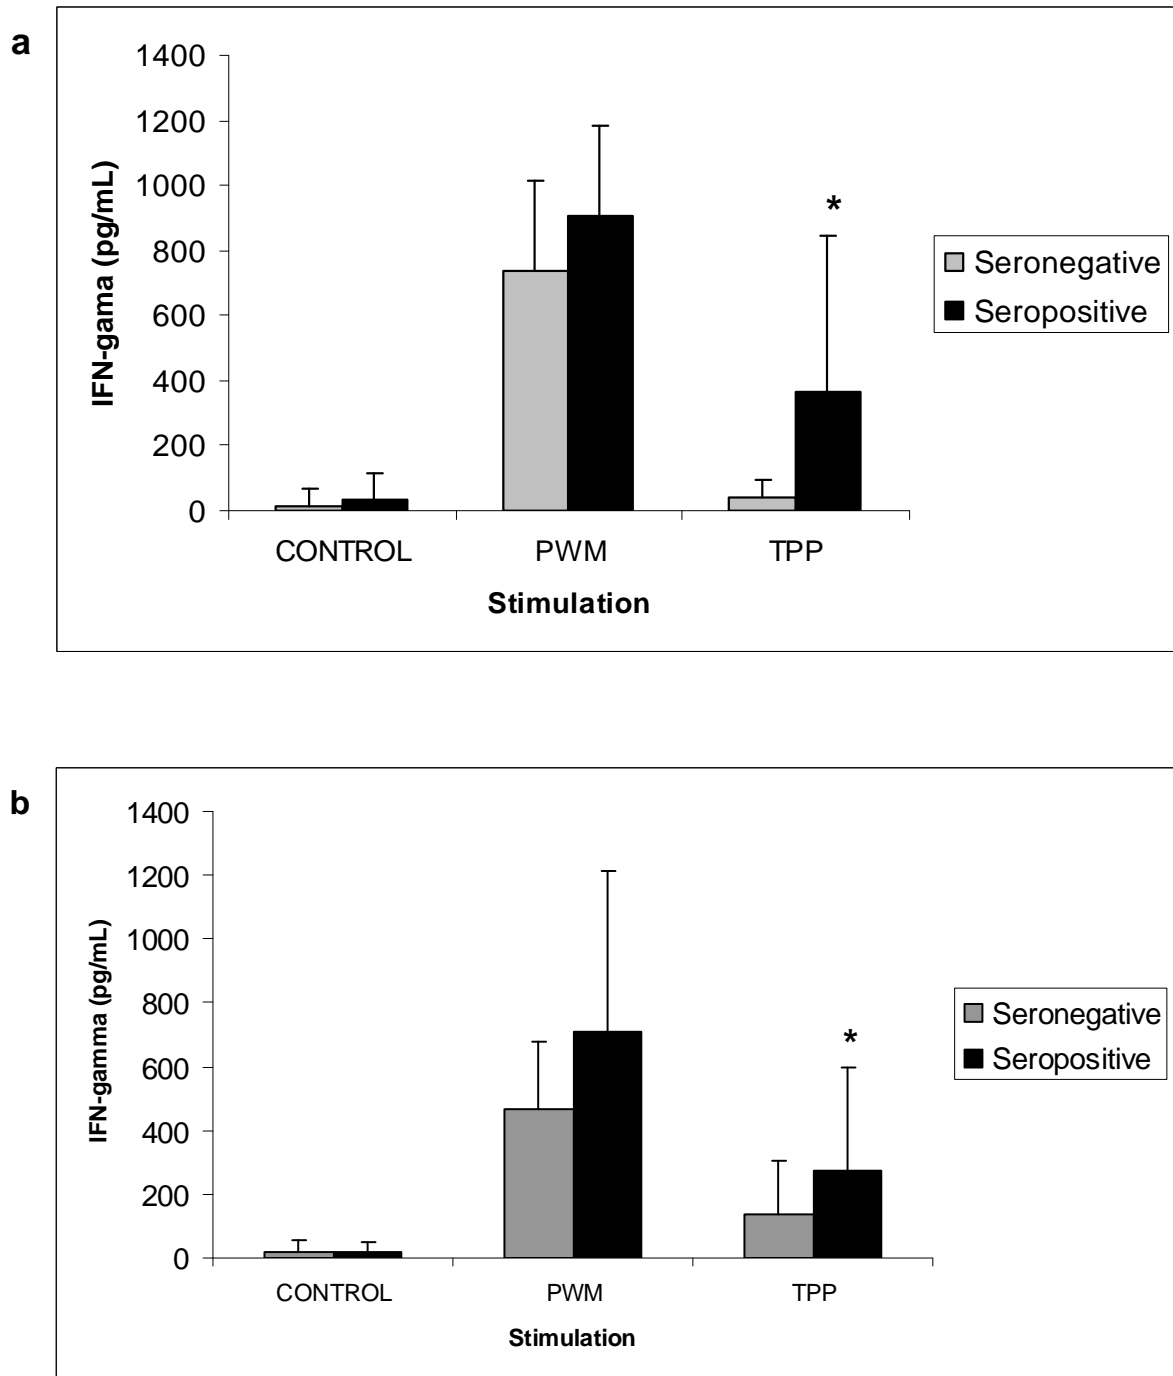 a
1400
1200
1000
800
600
400
200
0
IFN-gama (pg/mL)
*
Seronegative
Seropositive
CONTROL PWM TPP
Stimulation
b
1400
1200
1000
800
600
400
200
0
IFN-gamma (pg/mL)
*
Seronegative
Seropositive
CONTROL PWM TPP
Stimulation